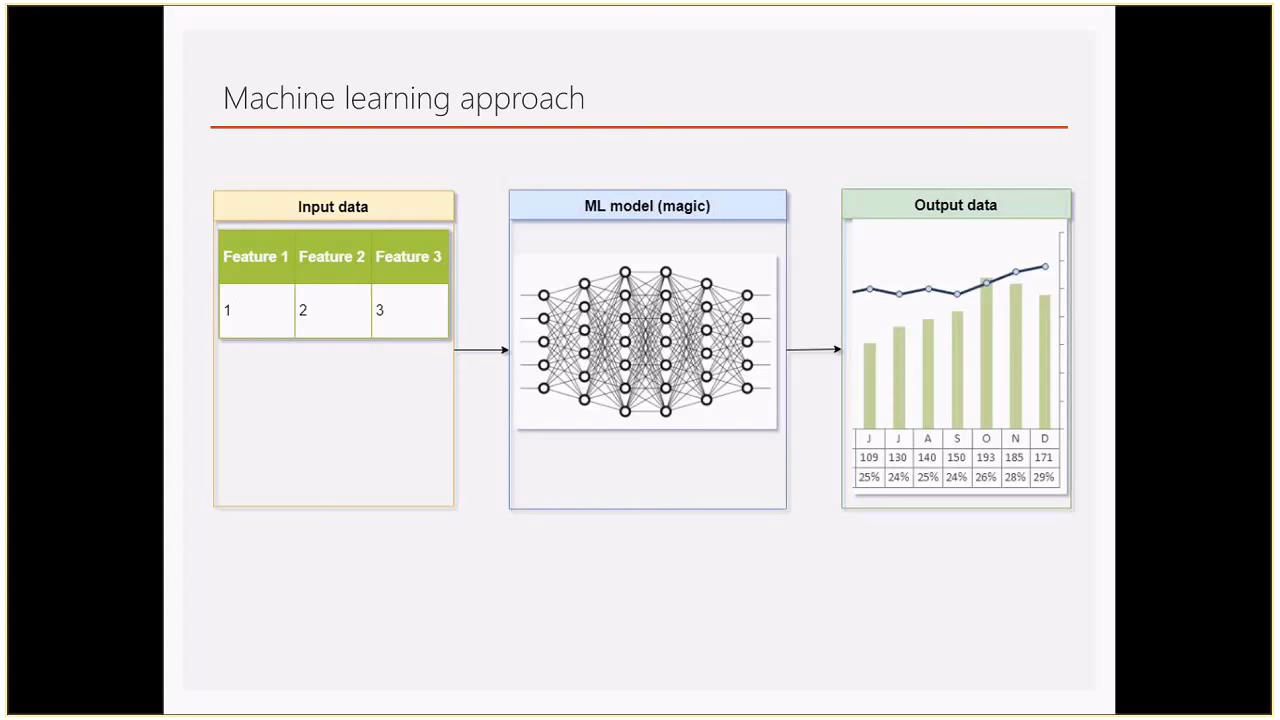 Machine learning approach
Input data
Feature 1 Feature 2 Feature 3
1 2 3
ML model (magic)
Output data
J J A S O N D
109 130 140 150 193 185 171
25% 24% 25% 24% 26% 28% 29%